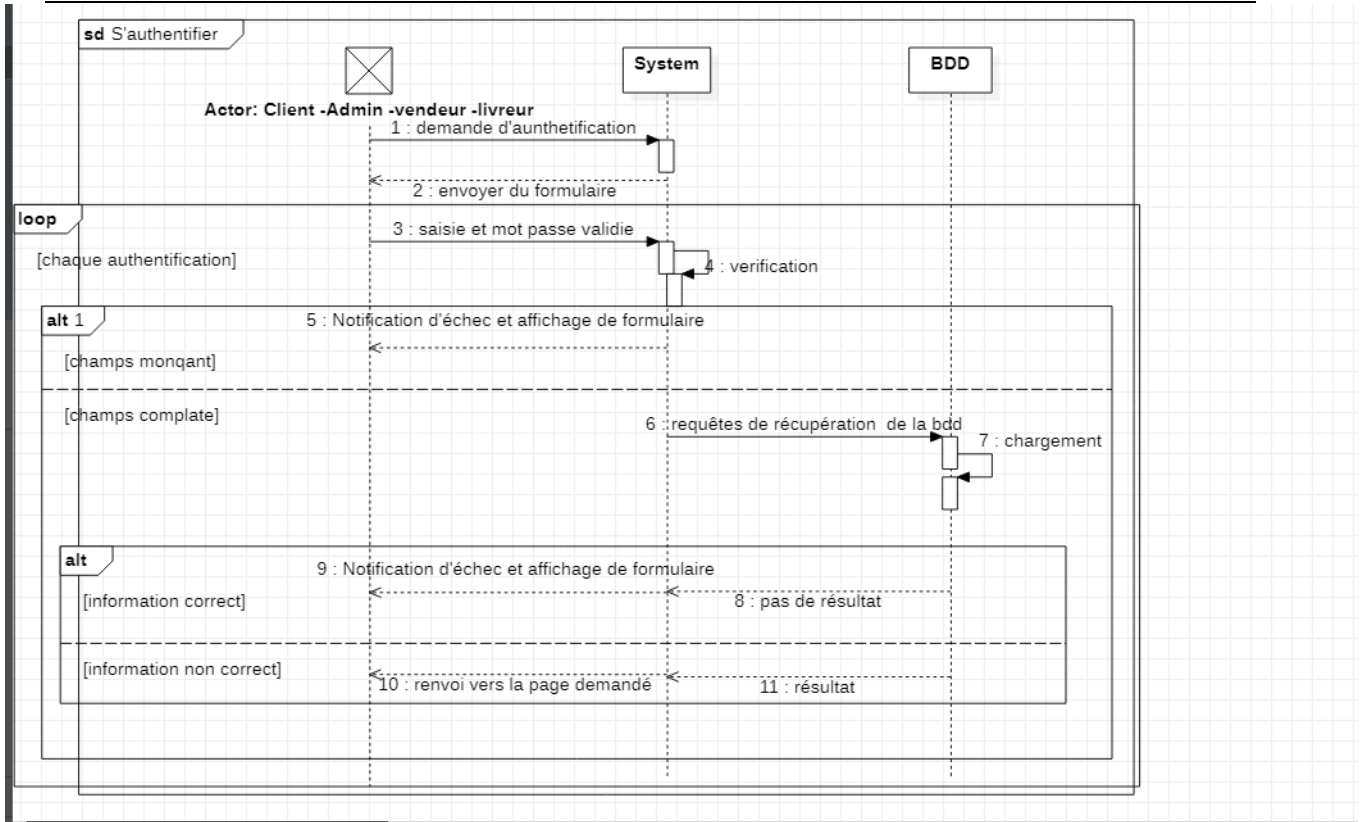 sd S'authentifier
System
BDD
Actor: Client -Admin -vendeur -livreur
1 : demande d'aunthetification
2 : envoyer du formulaire
loop
3 : saisie et mot passe validie
[chaque authentification]
4 : verification
alt 1
5 : Notification d'échec et affichage de formulaire
[champs monqant]
[champs complate]
6 : requêtes de récupération de la bdd
7 : chargement
alt
9 : Notification d'échec et affichage de formulaire
[information correct]
8 : pas de résultat
[information non correct]
10 : renvoi vers la page demandé
11 : résultat